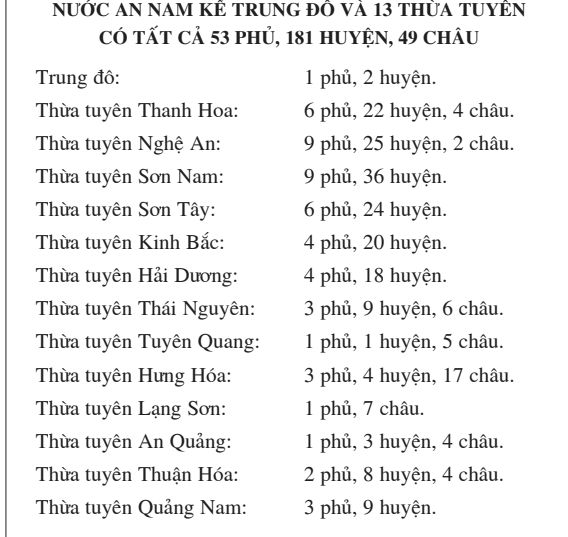 NƯỚC AN NAM KỂ TRUNG ĐÔ VÀ 13 THỪA TUYÊN
CÓ TẤT CẢ 53 PHỦ, 181 HUYỆN, 49 CHÂU
Trung đô: 1 phủ, 2 huyện.
Thừa tuyên Thanh Hoa: 6 phủ, 22 huyện, 4 châu.
Thừa tuyên Nghệ An: 9 phủ, 25 huyện, 2 châu.
Thừa tuyên Sơn Nam: 9 phủ, 36 huyện.
Thừa tuyên Sơn Tây: 6 phủ, 24 huyện.
Thừa tuyên Kinh Bắc: 4 phủ, 20 huyện.
Thừa tuyên Hải Dương: 4 phủ, 18 huyện.
Thừa tuyên Thái Nguyên: 3 phủ, 9 huyện, 6 châu.
Thừa tuyên Tuyên Quang: 1 phủ, 1 huyện, 5 châu.
Thừa tuyên Hưng Hóa: 3 phủ, 4 huyện, 17 châu.
Thừa tuyên Lạng Sơn: 1 phủ, 7 châu.
Thừa tuyên An Quảng: 1 phủ, 3 huyện, 4 châu.
Thừa tuyên Thuận Hóa: 2 phủ, 8 huyện, 4 châu.
Thừa tuyên Quảng Nam: 3 phủ, 9 huyện.